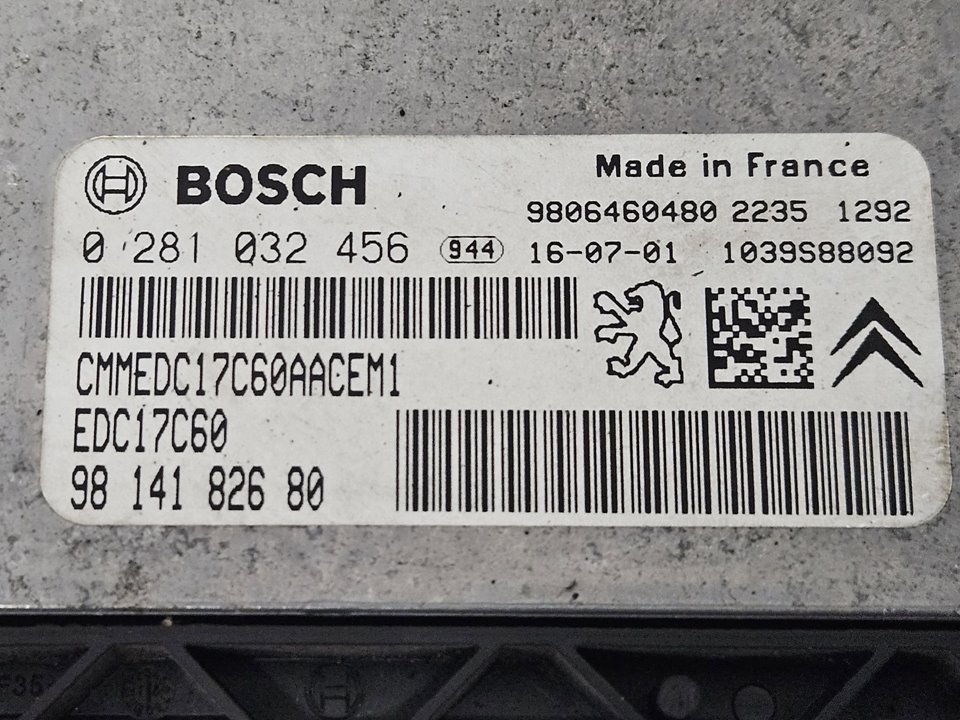 BOSCH
Made in France
9806460480 2235 1292
0 281 032 456 944 16-07-01 1039S88092
CMMEDC17C60AACEM1
EDC17C60
98 141 826 80